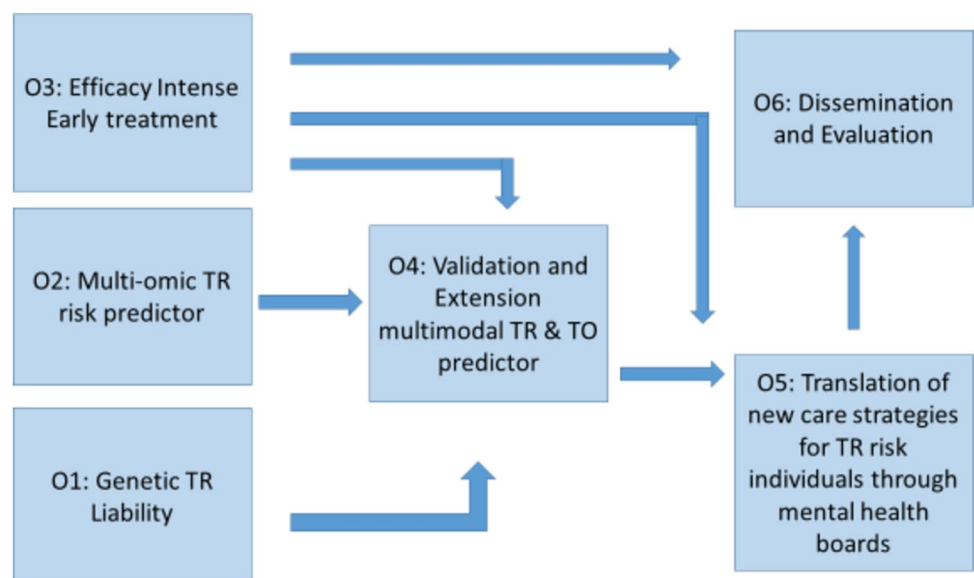 O3: Efficacy Intense
Early treatment
O6: Dissemination
and Evaluation
O2: Multi-omic TR
risk predictor
O4: Validation and
Extension
multimodal TR & TO
predictor
O1: Genetic TR
Liability
O5: Translation of
new care strategies
for TR risk
individuals through
mental health
boards